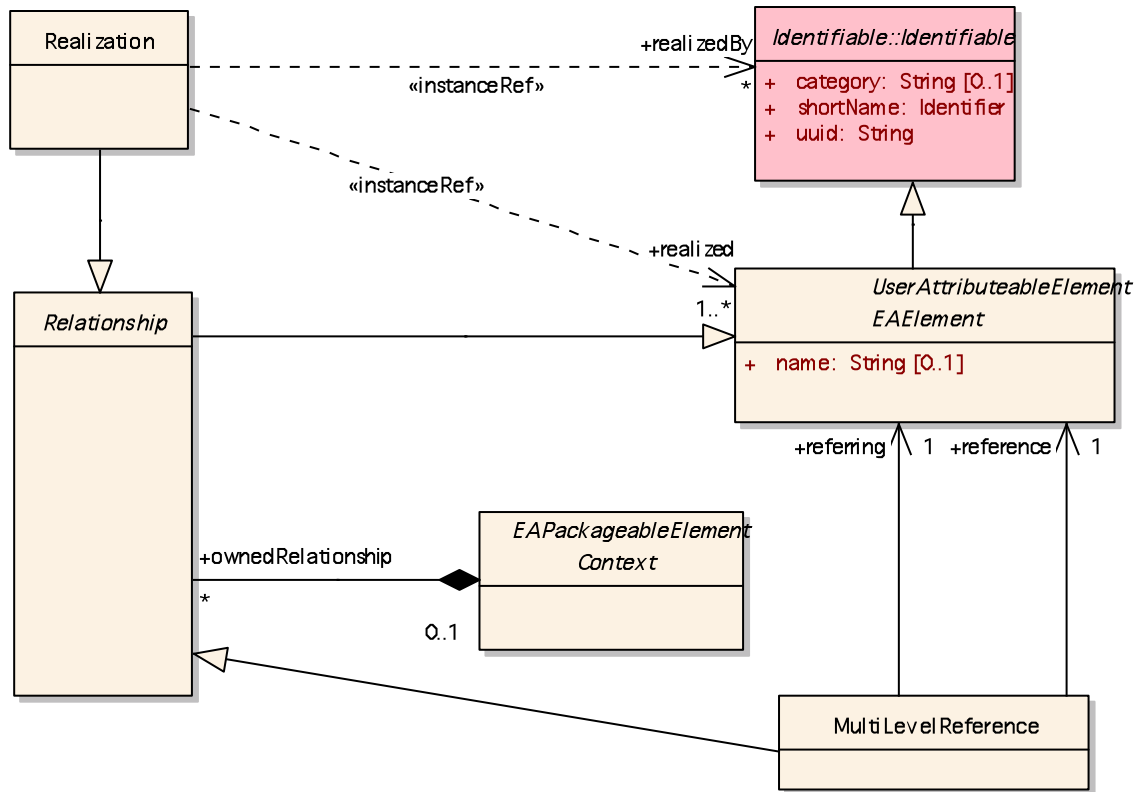 Realization
+realizedBy
«instanceRef»
*
Identifiable::Identifiable
+ category: String [0..1]
+ shortName: Identifier
+ uuid: String
«instanceRef»
+realized
1..*
UserAttributeableElement
EAElement
+ name: String [0..1]
Relationship
+referring 1
+reference 1
EAPackageableElement
Context
+ownedRelationship
*
0..1
MultiLevelReference